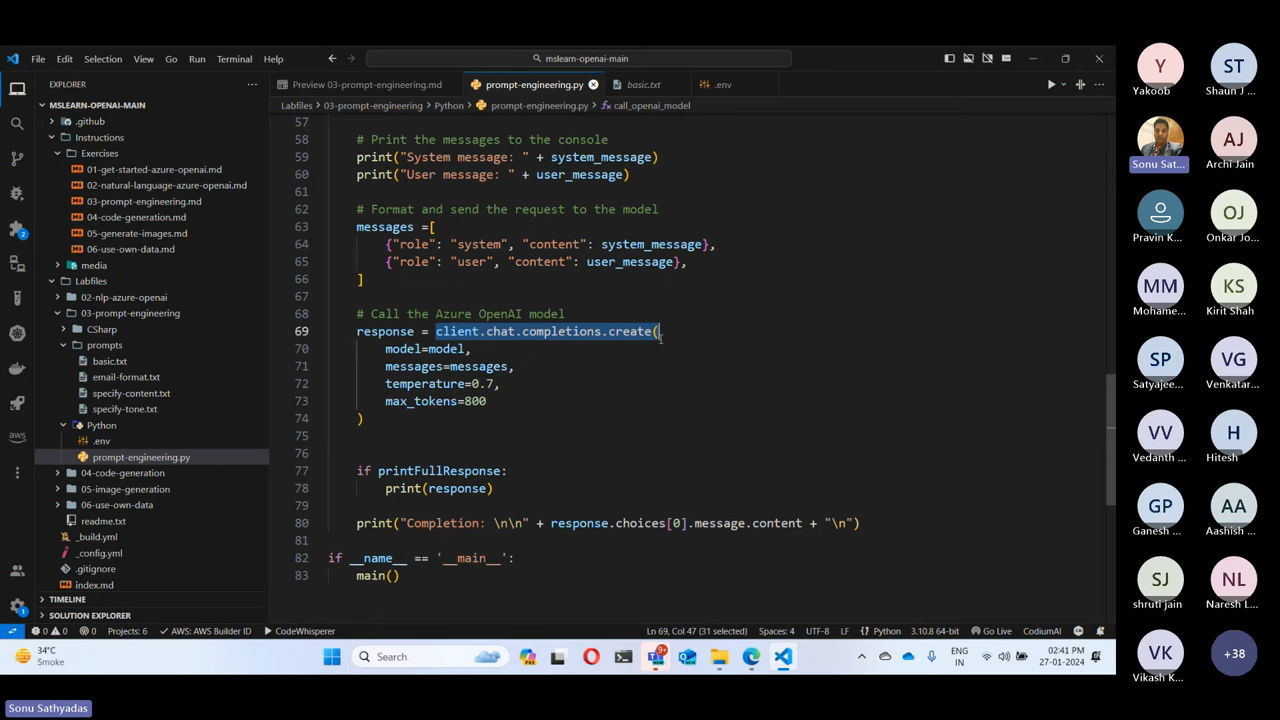 File Edit Selection View Go Run Terminal Help
mslearn-openai-main
EXPLORER
Preview 03-prompt-engineering.md
prompt-engineering.py
basic.txt
.env
MSLEARN-OPENAI-MAIN
Labfiles > 03-prompt-engineering > Python > prompt-engineering.py > call_openai_model
.github
Instructions
Exercises
01-get-started-azure-openai.md
02-natural-language-azure-openai.md
03-prompt-engineering.md
04-code-generation.md
05-generate-images.md
06-use-own-data.md
media
Labfiles
02-nlp-azure-openai
03-prompt-engineering
CSharp
prompts
basic.txt
email-format.txt
specify-content.txt
specify-tone.txt
Python
.env
prompt-engineering.py
04-code-generation
05-image-generation
06-use-own-data
readme.txt
_build.yml
_config.yml
.gitignore
index.md
TIMELINE
SOLUTION EXPLORER
57
58 # Print the messages to the console
59 print("System message: " + system_message)
60 print("User message: " + user_message)
61
62 # Format and send the request to the model
63 messages =[
64 {"role": "system", "content": system_message},
65 {"role": "user", "content": user_message},
66 ]
67
68 # Call the Azure OpenAI model
69 response = client.chat.completions.create(
70 model=model,
71 messages=messages,
72 temperature=0.7,
73 max_tokens=800
74 )
75
76
77 if printFullResponse:
78 print(response)
79
80 print("Completion: \n\n" + response.choices[0].message.content + "\n")
81
82 if __name__ == '__main__':
83 main()
0 0 0 Projects: 6 AWS: AWS Builder ID CodeWhisperer
Ln 69, Col 47 (31 selected) Spaces: 4 UTF-8 LF Python 3.10.8 64-bit Go Live CodiumAI
34°C
Smoke
Search
9+
ENG
IN
02:41 PM
27-01-2024
2
1
aws
Y
Yakoob
ST
Shaun J ...
Sonu Sat...
AJ
Archi Jain
Pravin K...
OJ
Onkar Jo...
MM
Mohame...
KS
Kirit Shah
SP
Satyajee...
VG
Venkatar...
VV
Vedanth ...
H
Hitesh
GP
Ganesh ...
AA
Aashish ...
SJ
shruti jain
NL
Naresh L...
VK
Vikash K...
+38
Sonu Sathyadas